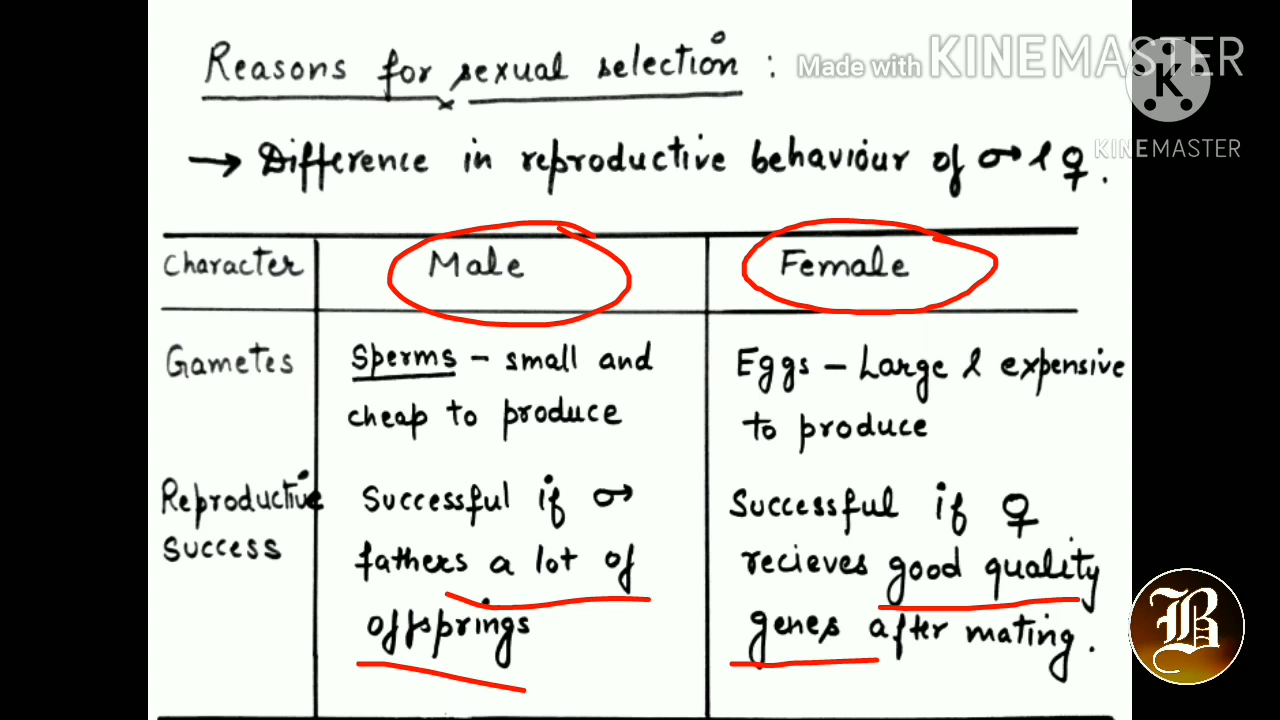 Reasons for sexual selection :
Made with KINEMASTER
K
KINEMASTER
→ Difference in reproductive behaviour of ♂ & ♀.
Character Male Female
Gametes
Sperms – small and
cheap to produce
Eggs – Large & expensive
to produce
Reproductive
success
Successful if ♂
fathers a lot of
offsprings
Successful if ♀
recieves good quality
genes after mating.
B